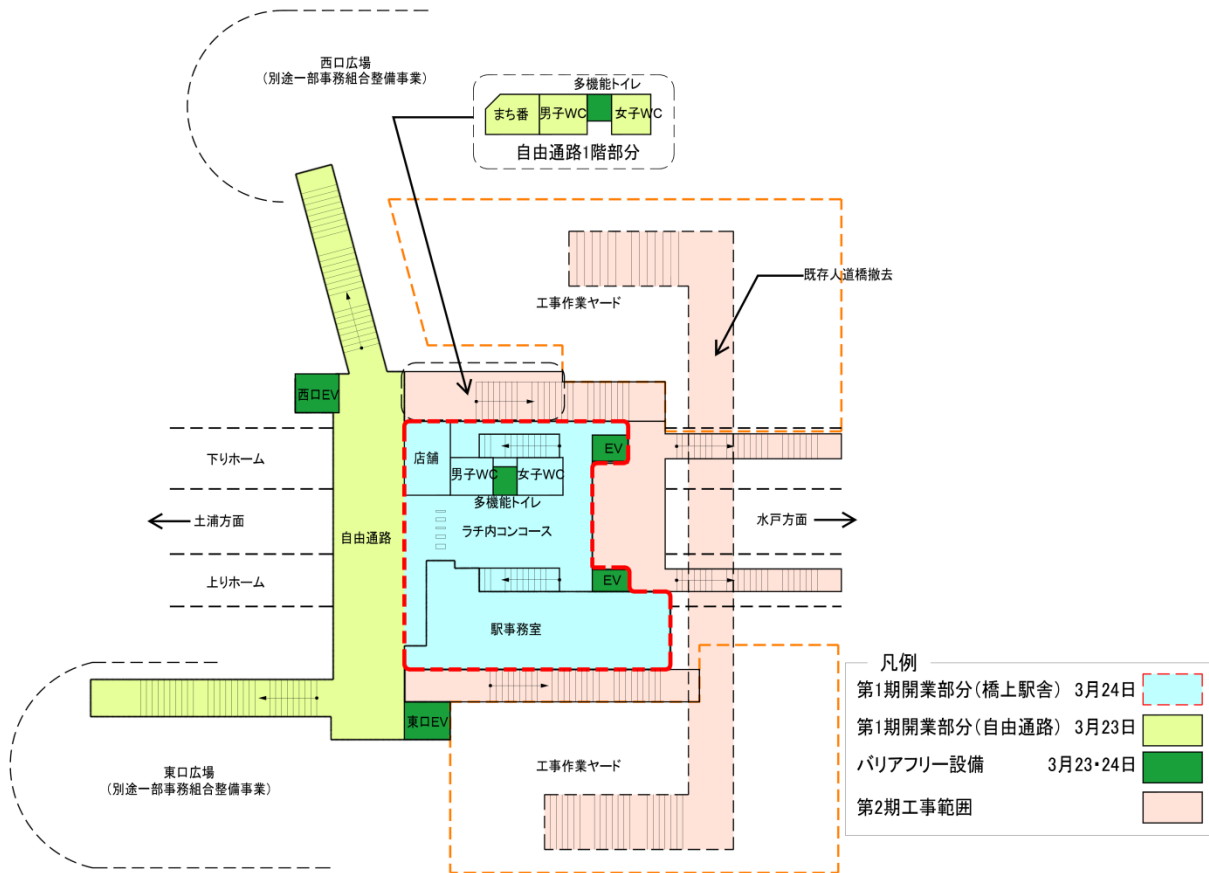 西口広場
(別途一部事務組合整備事業)
多機能トイレ
まち番
男子WC
女子WC
自由通路1階部分
既存人道橋撤去
工事作業ヤード
西口EV
下りホーム
店舗
EV
男子WC
女子WC
多機能トイレ
土浦方面
自由通路
ラチ内コンコース
水戸方面
上りホーム
EV
駅事務室
凡例
第1期開業部分(橋上駅舎) 3月24日
第1期開業部分(自由通路) 3月23日
バリアフリー設備 3月23・24日
第2期工事範囲
東口EV
東口広場
(別途一部事務組合整備事業)
工事作業ヤード